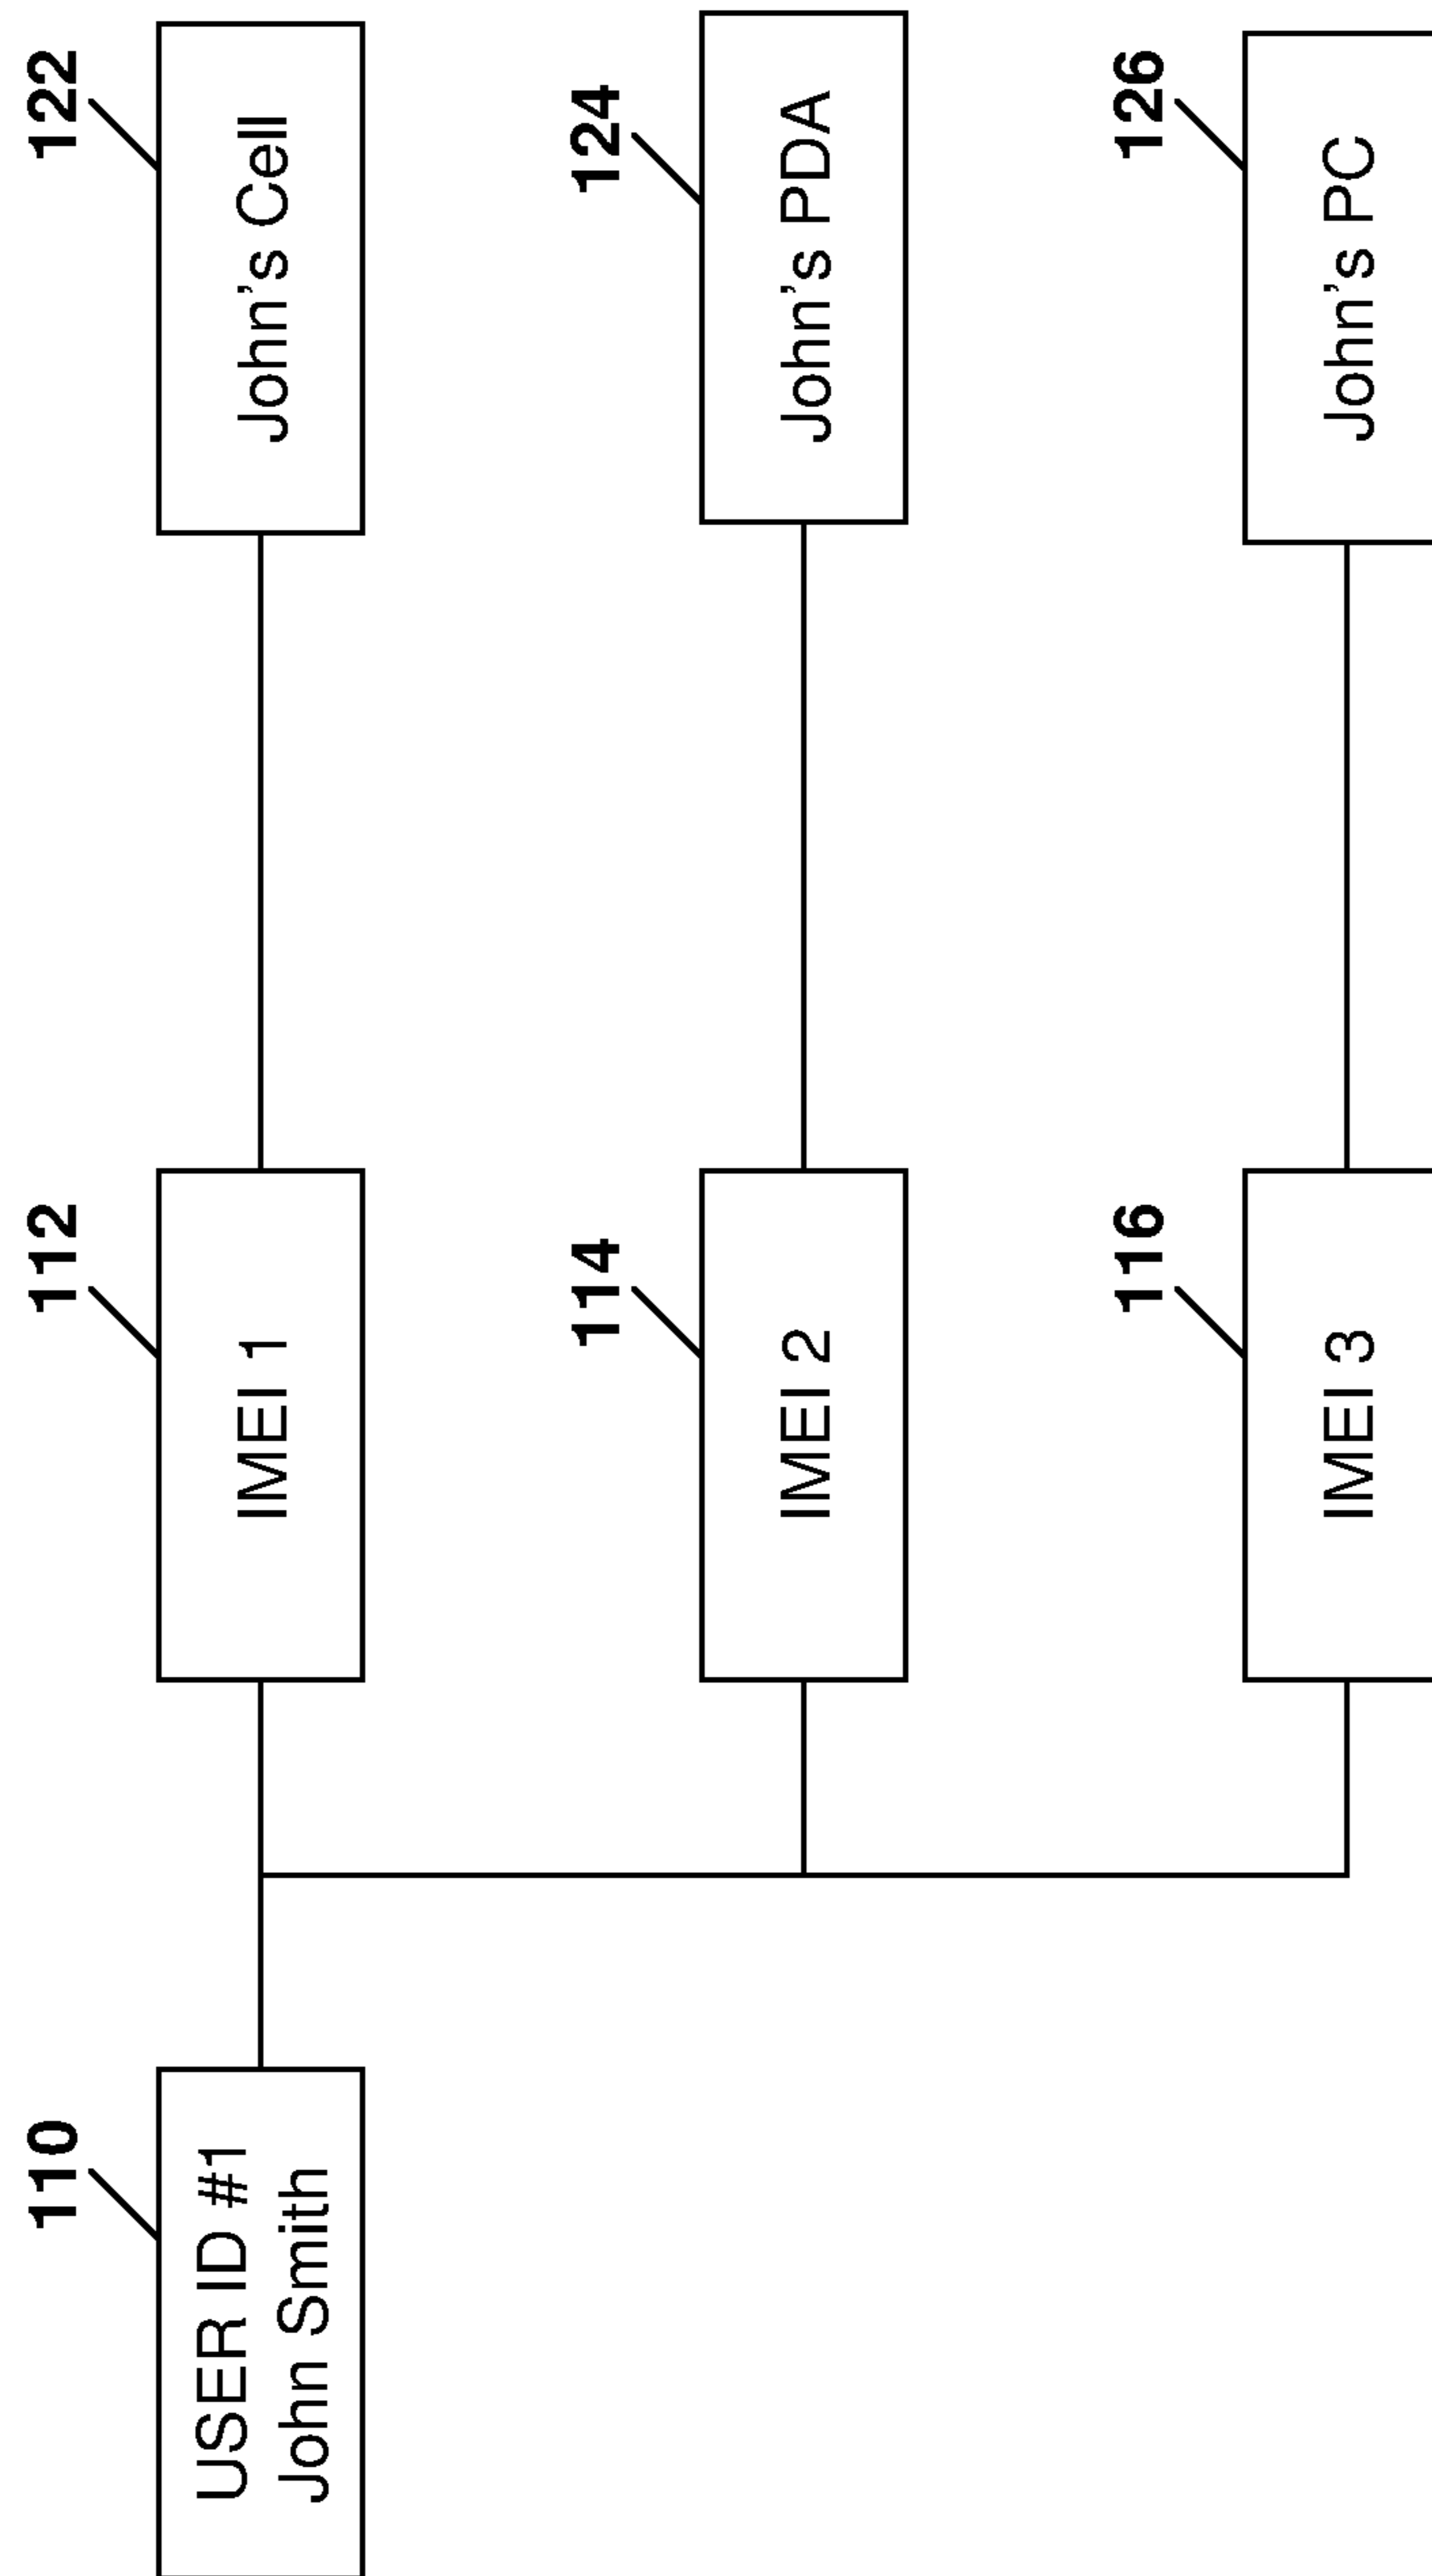 110
USER ID #1
John Smith
112
IMEI 1
122
John's Cell
114
IMEI 2
124
John's PDA
116
IMEI 3
126
John's PC